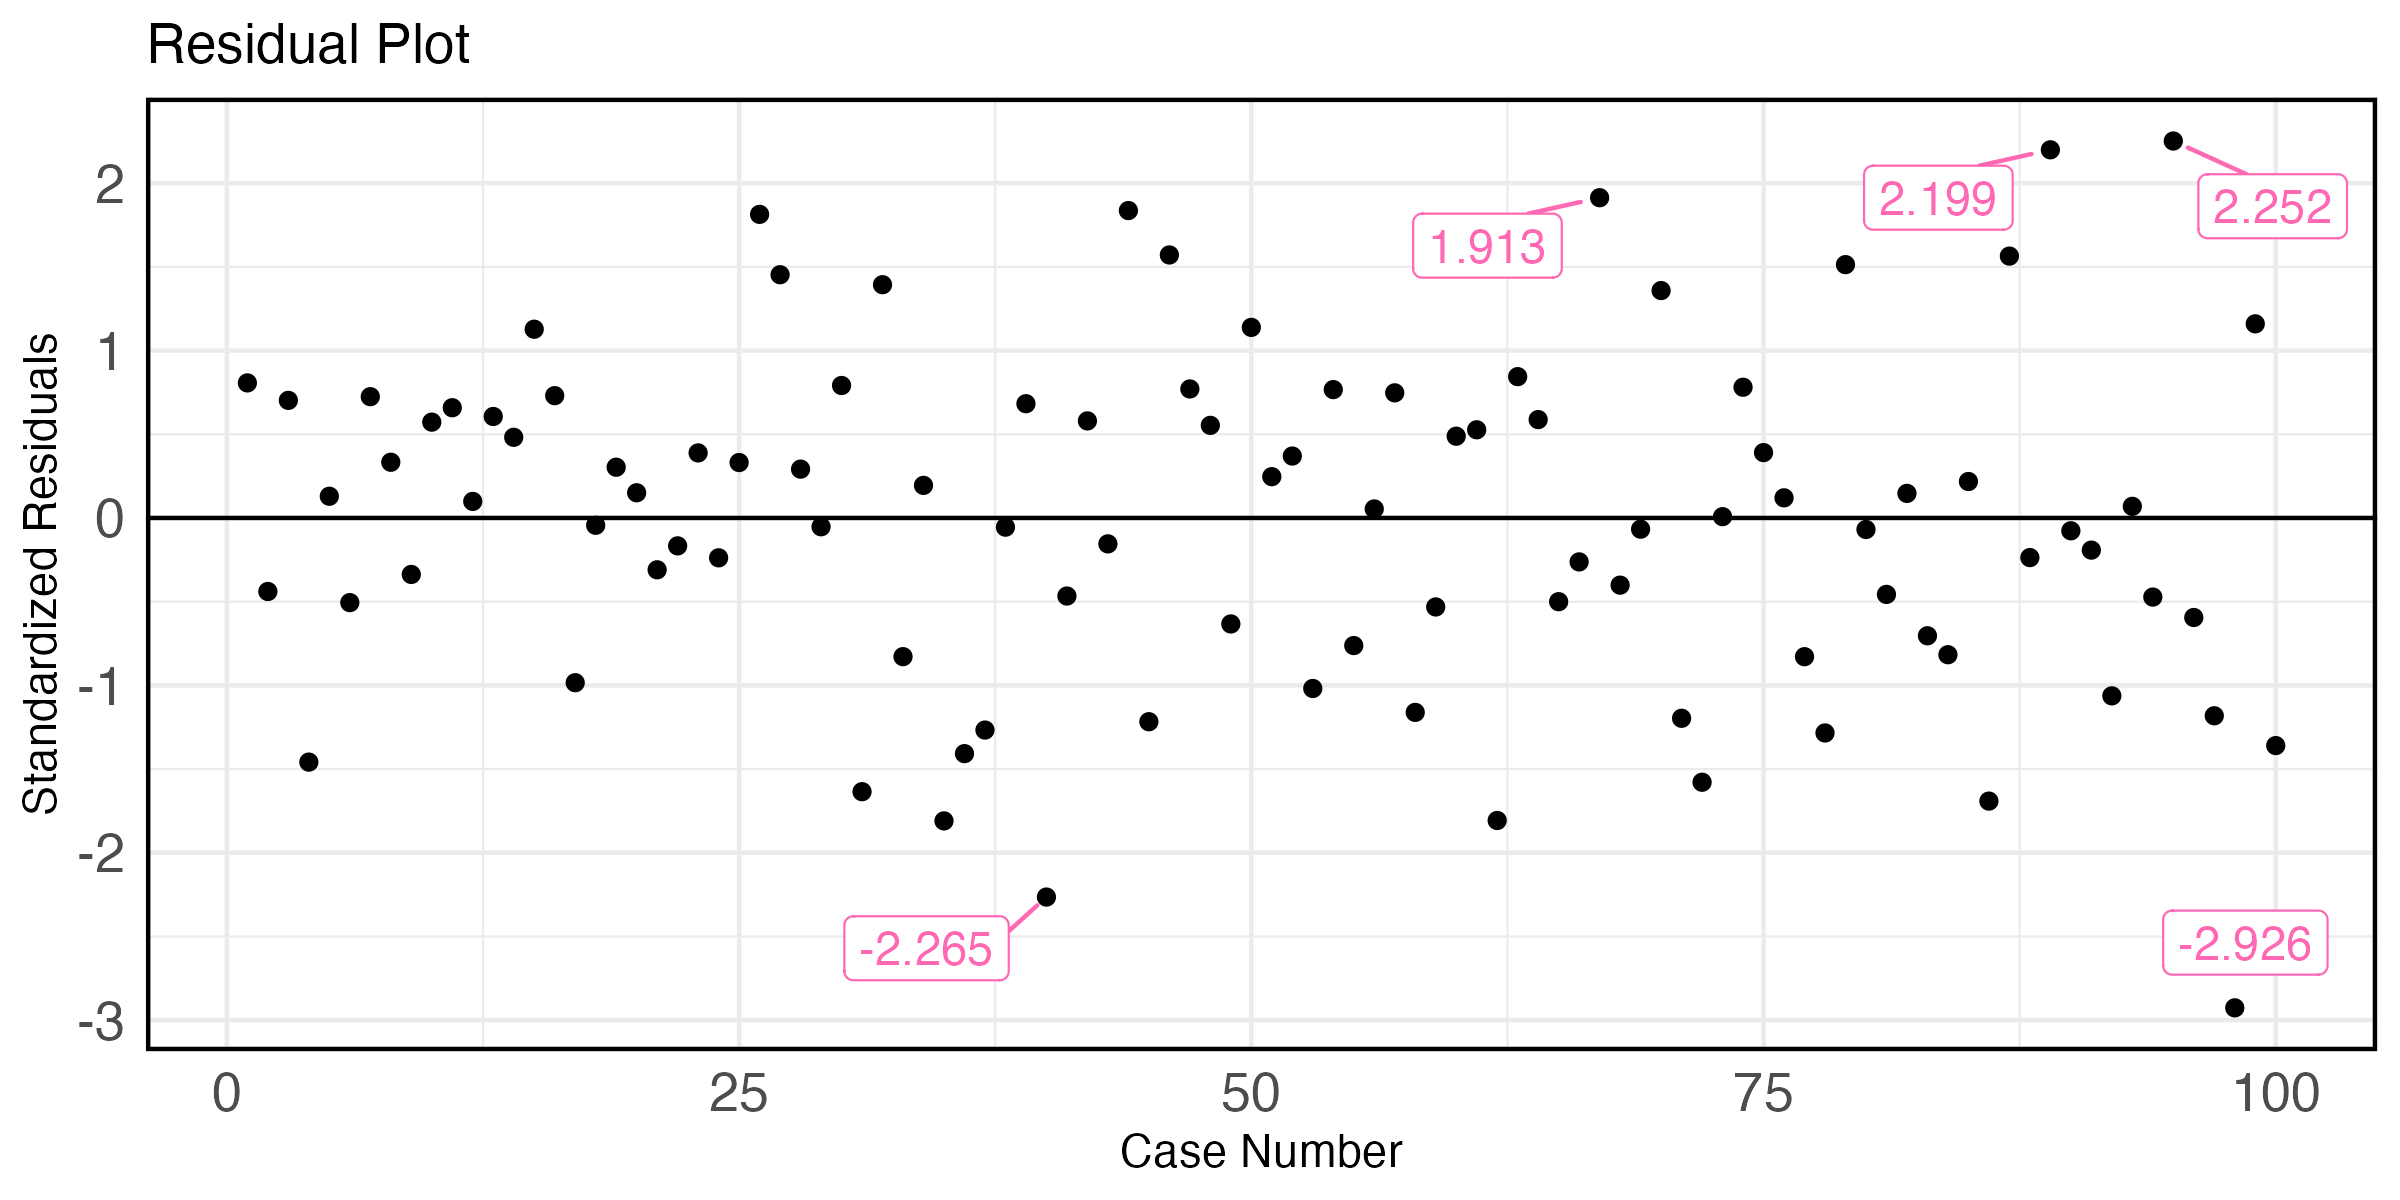 Residual Plot
Standardized Residuals
2
1
0
-1
-2
-3
2.252
2.199
1.913
-2.265
-2.926
0 25 50 75 100
Case Number